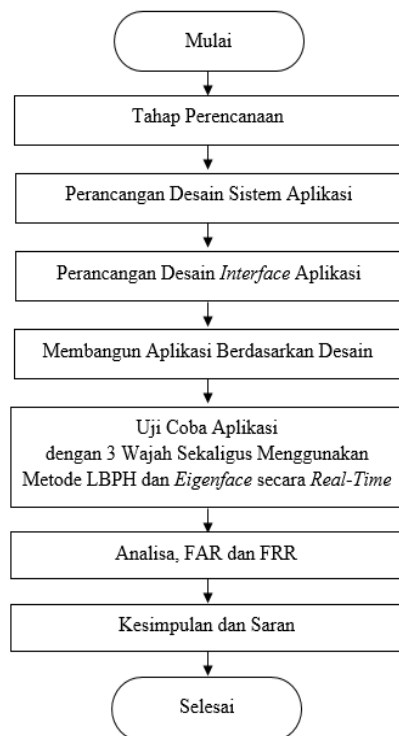 Mulai
Tahap Perencanaan
Perancangan Desain Sistem Aplikasi
Perancangan Desain Interface Aplikasi
Membangun Aplikasi Berdasarkan Desain
Uji Coba Aplikasi
dengan 3 Wajah Sekaligus Menggunakan
Metode LBPH dan Eigenface secara Real-Time
Analisa, FAR dan FRR
Kesimpulan dan Saran
Selesai